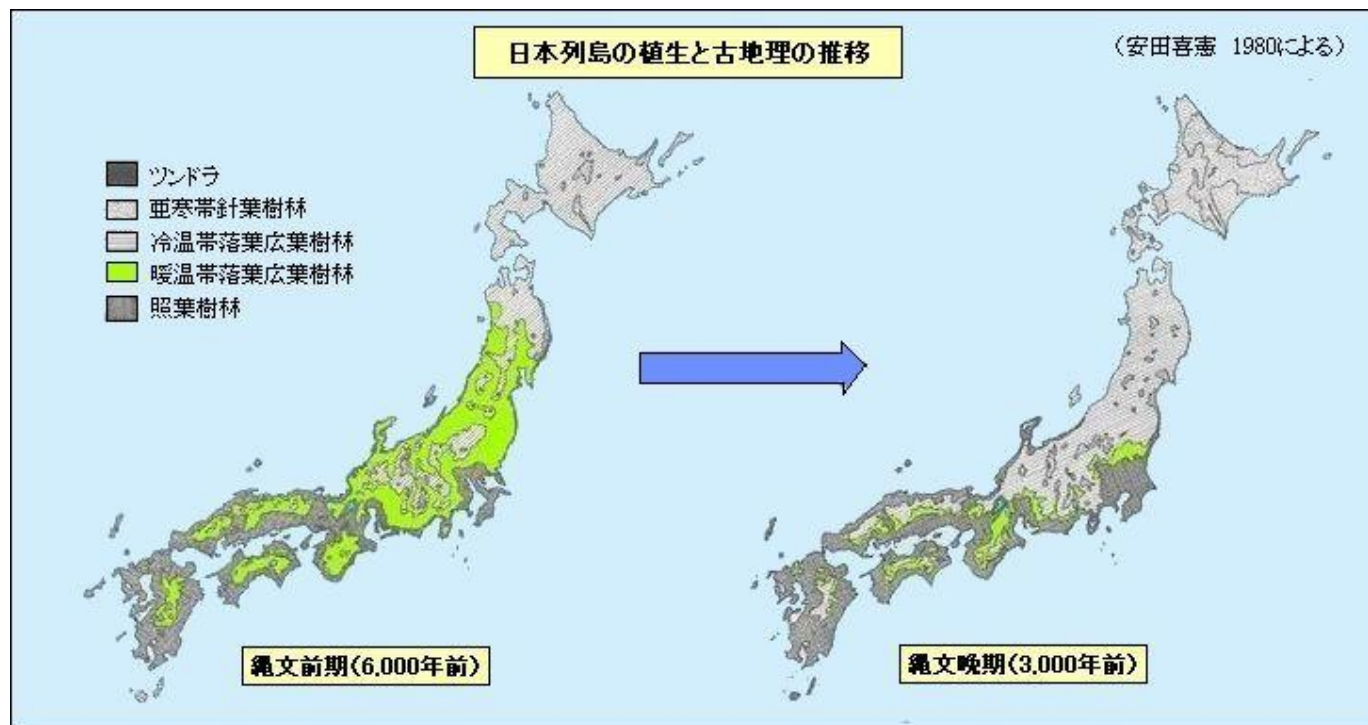 日本列島の植生と古地理の推移
（安田喜憲 1980による）
ツンドラ
亜寒帯針葉樹林
冷温帯落葉広葉樹林
暖温帯落葉広葉樹林
照葉樹林
縄文前期(6,000年前)
縄文晩期(3,000年前)